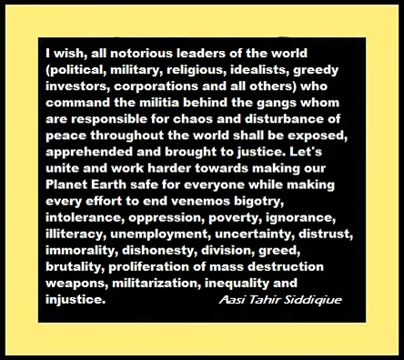 I wish, all notorious leaders of the world
(political, military, religious, idealists, greedy
investors, corporations and all others) who
command the militia behind the gangs whom
are responsible for chaos and disturbance of
peace throughout the world shall be exposed,
apprehended and brought to justice. Let's
unite and work harder towards making our
Planet Earth safe for everyone while making
every effort to end venemos bigotry,
intolerance, oppression, poverty, ignorance,
illiteracy, unemployment, uncertainty, distrust,
immorality, dishonesty, division, greed,
brutality, proliferation of mass destruction
weapons, militarization, inequality and
injustice. Aasi Tahir Siddiqiue